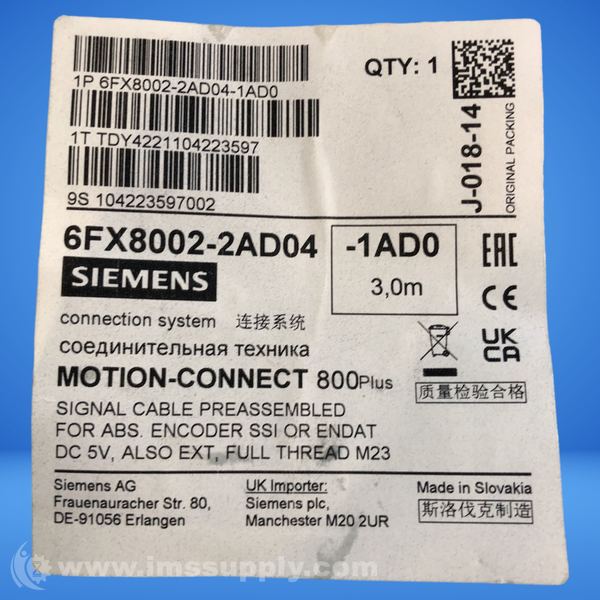 1P 6FX8002-2AD04-1AD0
QTY: 1
1T TDY4221104223597
9S 104223597002
J-018-14
ORIGINAL PACKING
6FX8002-2AD04 -1AD0
3,0m
SIEMENS
EAC
CE
UK
CA
connection system 连接系统
соединительная техника
MOTION-CONNECT 800Plus
质量检验合格
SIGNAL CABLE PREASSEMBLED
FOR ABS. ENCODER SSI OR ENDAT
DC 5V, ALSO EXT, FULL THREAD M23
Siemens AG
Frauenauracher Str. 80,
DE-91056 Erlangen
UK Importer:
Siemens plc,
Manchester M20 2UR
Made in Slovakia
斯洛伐克制造
www.imssupply.com